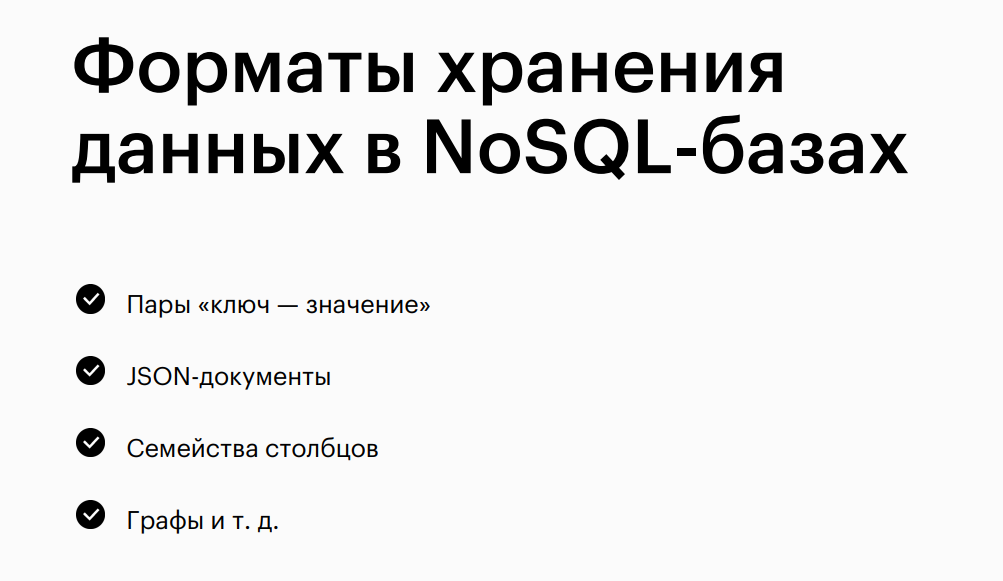 Форматы хранения
данных в NoSQL-базах
Пары «ключ — значение»
JSON-документы
Семейства столбцов
Графы и т. д.